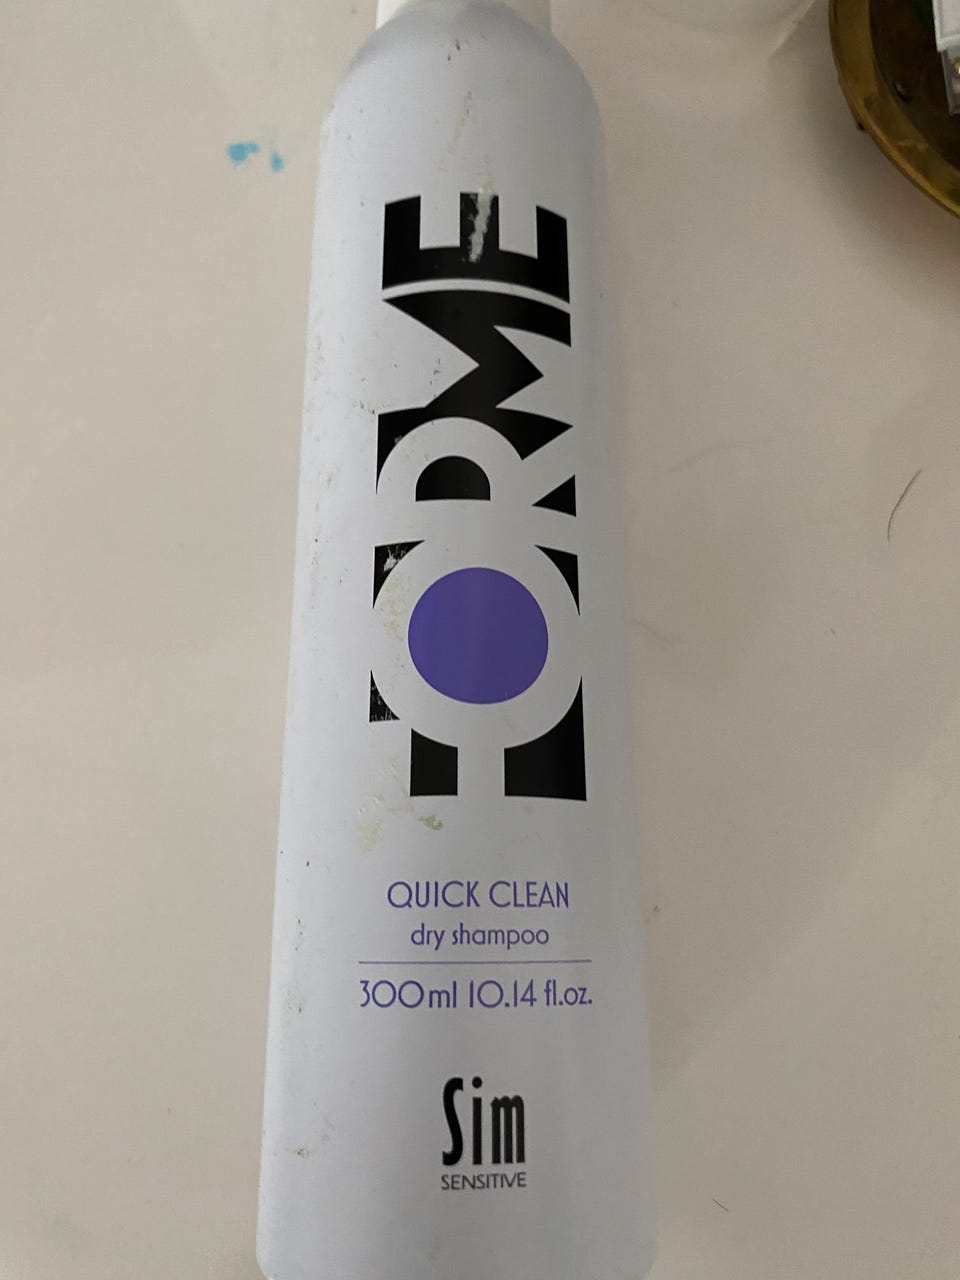 FORME
QUICK CLEAN
dry shampoo
300ml 10.14 fl.oz.
Sim
SENSITIVE